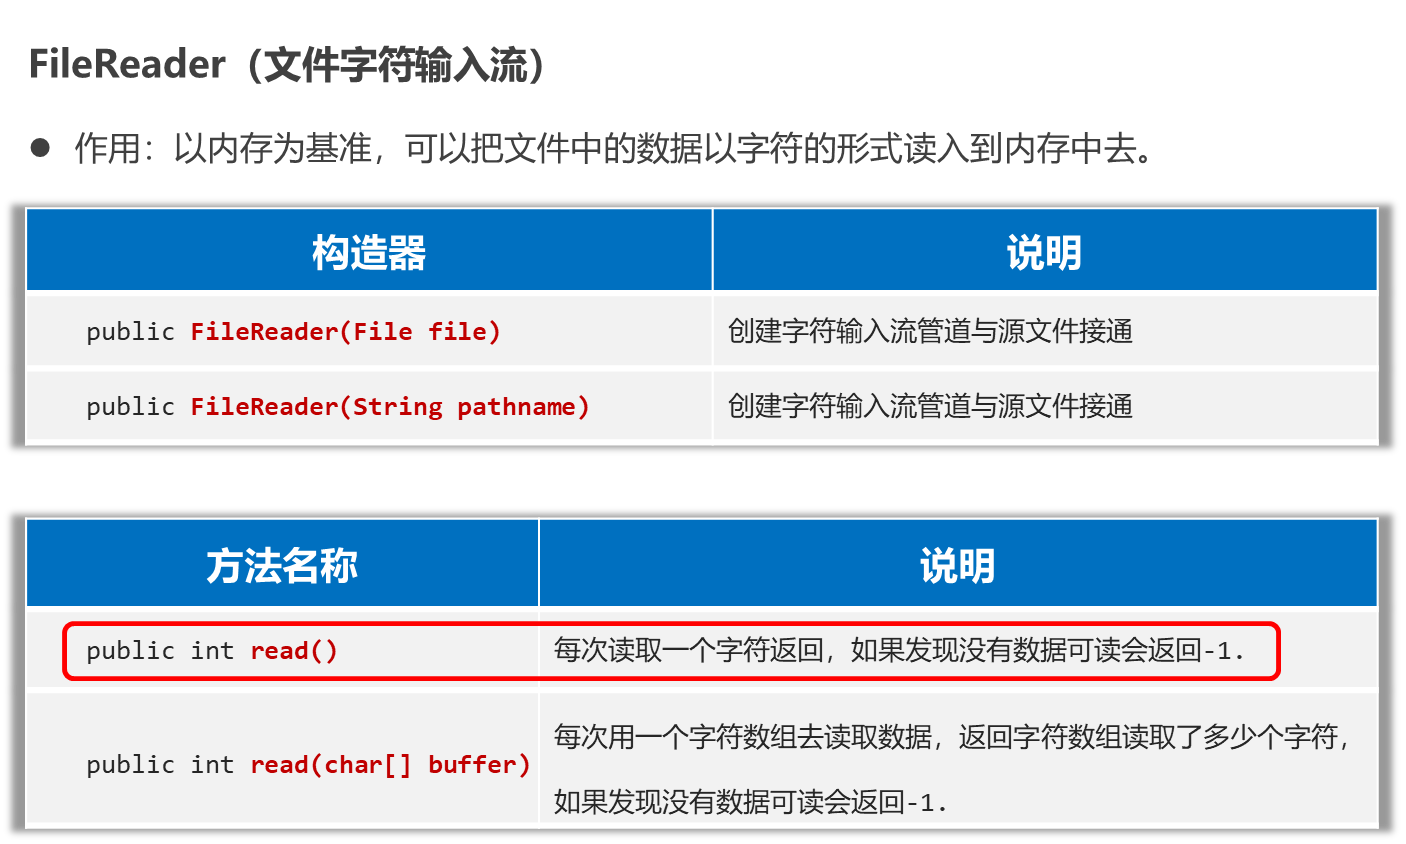 FileReader（文件字符输入流）
● 作用：以内存为基准，可以把文件中的数据以字符的形式读入到内存中去。
构造器 说明
public FileReader(File file) 创建字符输入流管道与源文件接通
public FileReader(String pathname) 创建字符输入流管道与源文件接通
方法名称 说明
public int read() 每次读取一个字符返回，如果发现没有数据可读会返回-1.
public int read(char[] buffer) 每次用一个字符数组去读取数据，返回字符数组读取了多少个字符，
如果发现没有数据可读会返回-1.